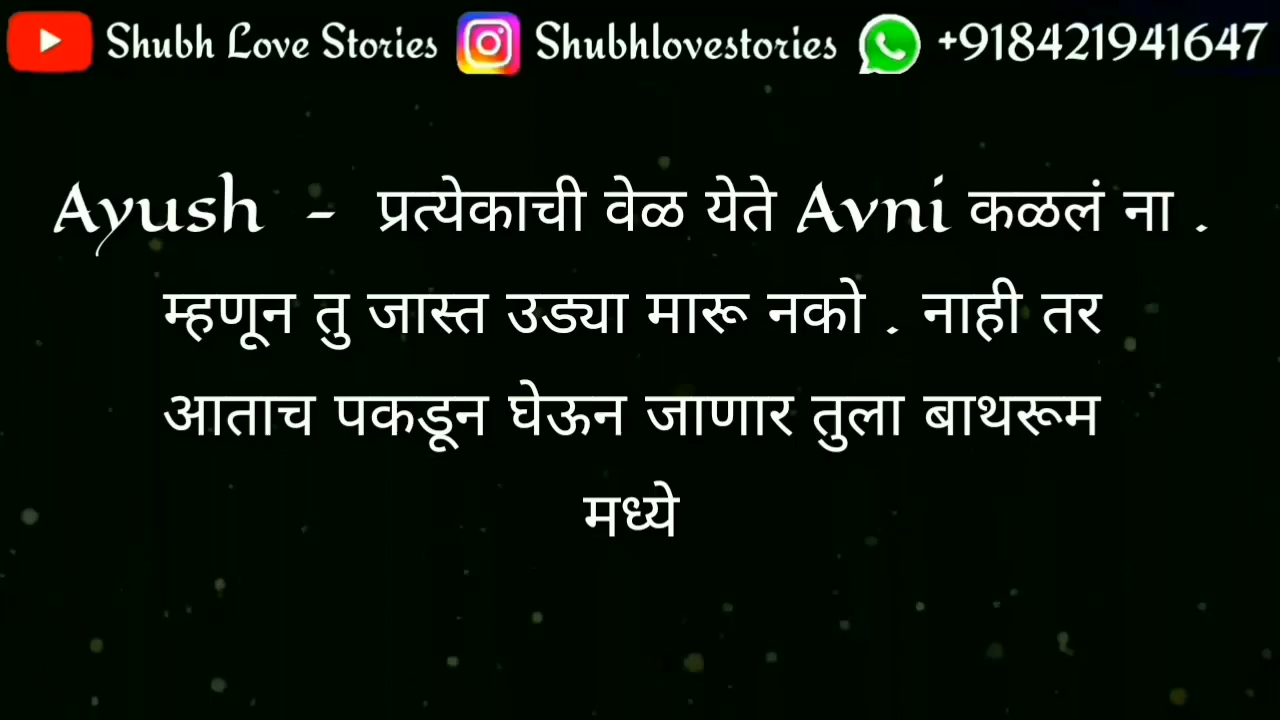 Shubh Love Stories Shubhlovestories +918421941647
Ayush - प्रत्येकाची वेळ येते Avni कळलं ना .
म्हणून तु जास्त उड्या मारू नको . नाही तर
आताच पकडून घेऊन जाणार तुला बाथरूम
मध्ये